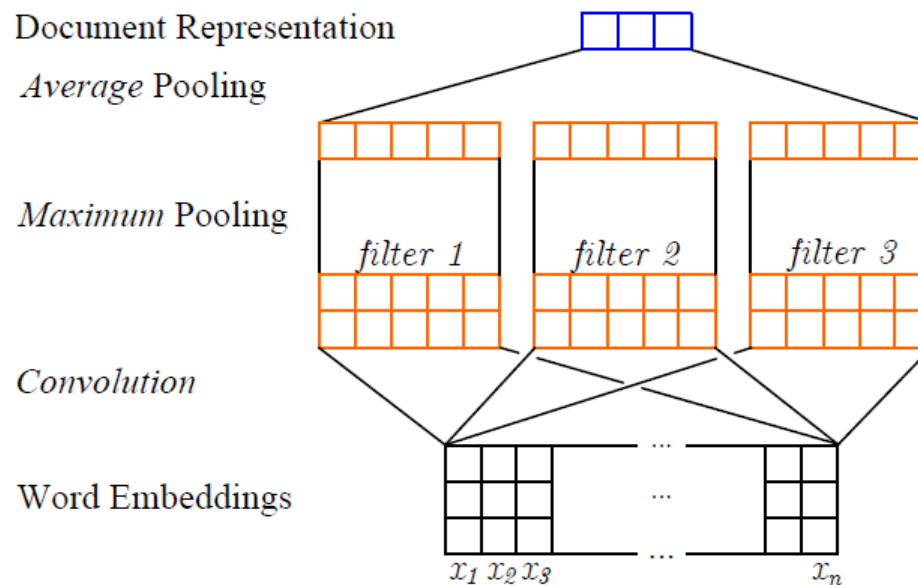 Document Representation
Average Pooling
Maximum Pooling
filter 1 filter 2 filter 3
Convolution
...
Word Embeddings ...
...
x1 x2 x3 xn